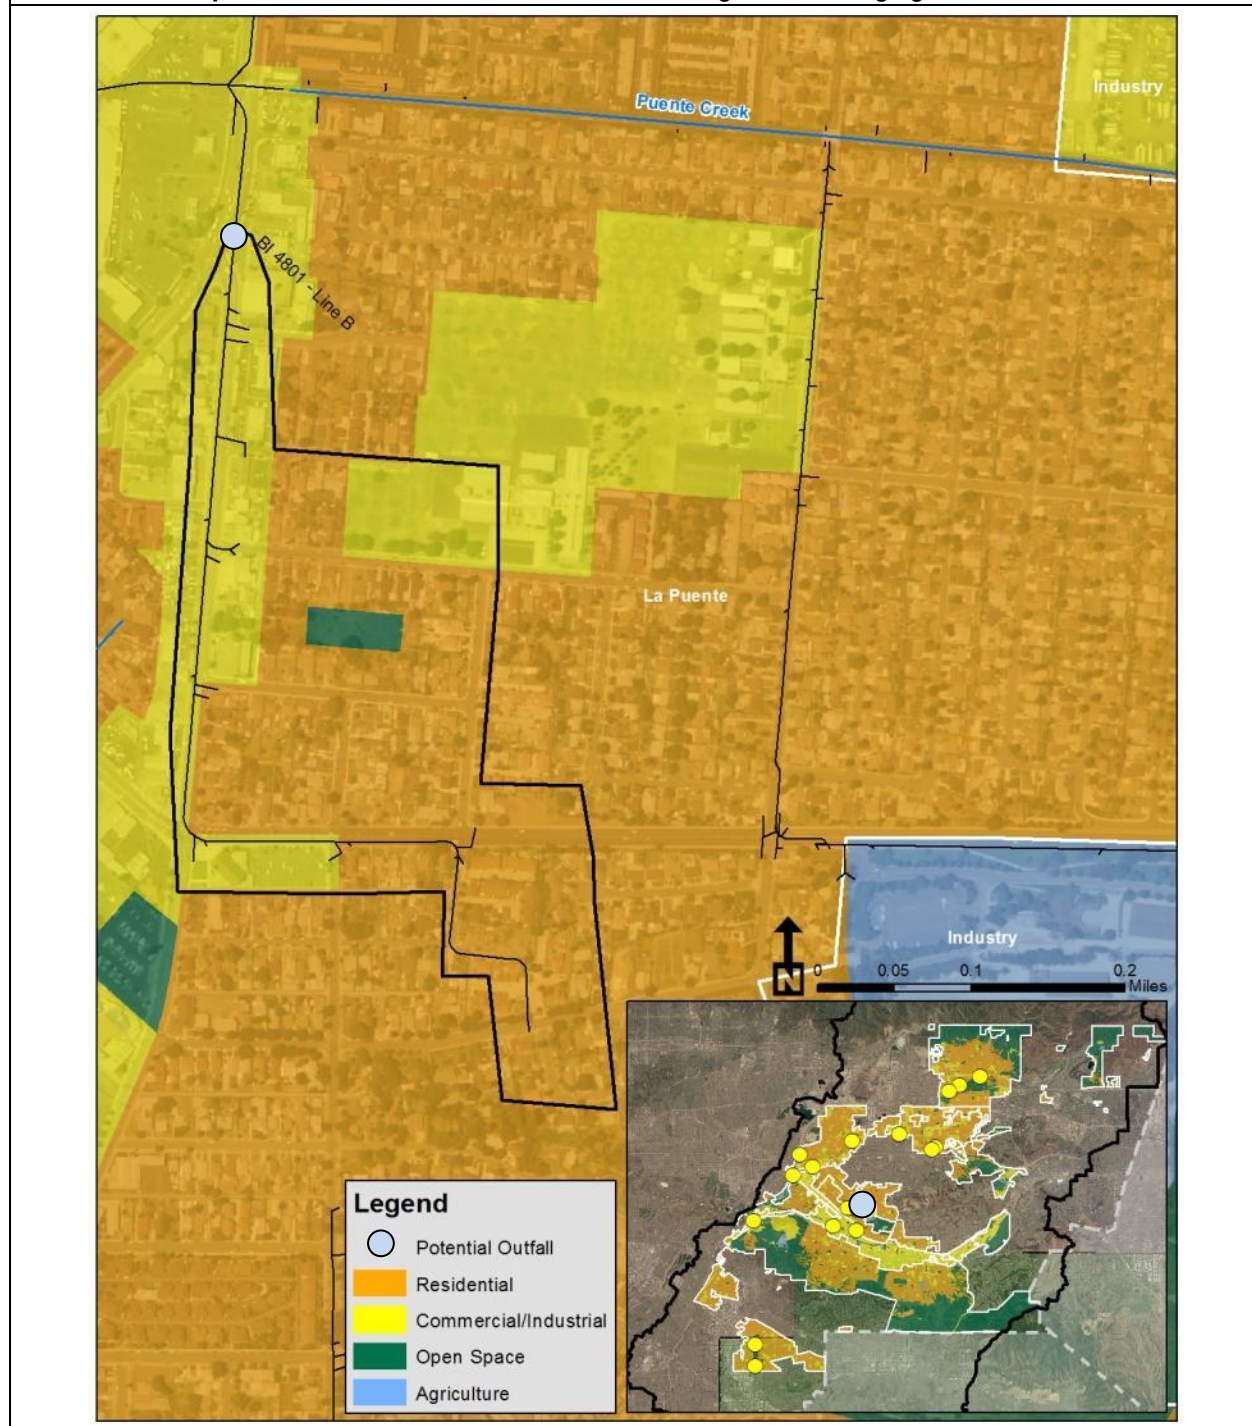 Industry
Puente Creek
BI 4801 - Line B
La Puente
Industry
N
0 0.05 0.1 0.2
Miles
Legend
Potential Outfall
Residential
Commercial/Industrial
Open Space
Agriculture